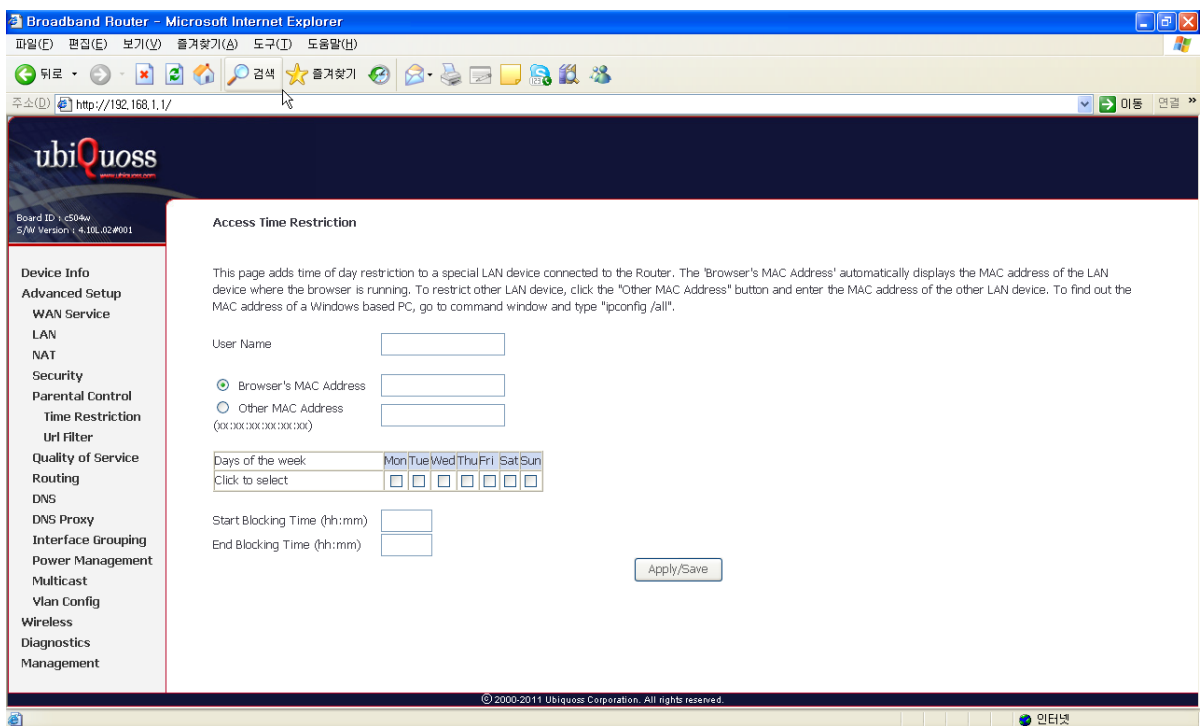 Broadband Router - Microsoft Internet Explorer
파일(F) 편집(E) 보기(V) 즐겨찾기(A) 도구(T) 도움말(H)
뒤로 검색 즐겨찾기
주소(D) http://192.168.1.1/ 이동 연결 »
ubiQuoss
Board ID : c504w
S/W Version : 4.10L.02#001
Device Info
Advanced Setup
WAN Service
LAN
NAT
Security
Parental Control
Time Restriction
Url Filter
Quality of Service
Routing
DNS
DNS Proxy
Interface Grouping
Power Management
Multicast
Vlan Config
Wireless
Diagnostics
Management
Access Time Restriction
This page adds time of day restriction to a special LAN device connected to the Router. The 'Browser's MAC Address' automatically displays the MAC address of the LAN
device where the browser is running. To restrict other LAN device, click the "Other MAC Address" button and enter the MAC address of the other LAN device. To find out the
MAC address of a Windows based PC, go to command window and type "ipconfig /all".
User Name
Browser's MAC Address
Other MAC Address
(xx:xx:xx:xx:xx:xx)
Days of the week Mon Tue Wed Thu Fri Sat Sun
Click to select
Start Blocking Time (hh:mm)
End Blocking Time (hh:mm)
Apply/Save
© 2000-2011 Ubiquoss Corporation. All rights reserved.
인터넷